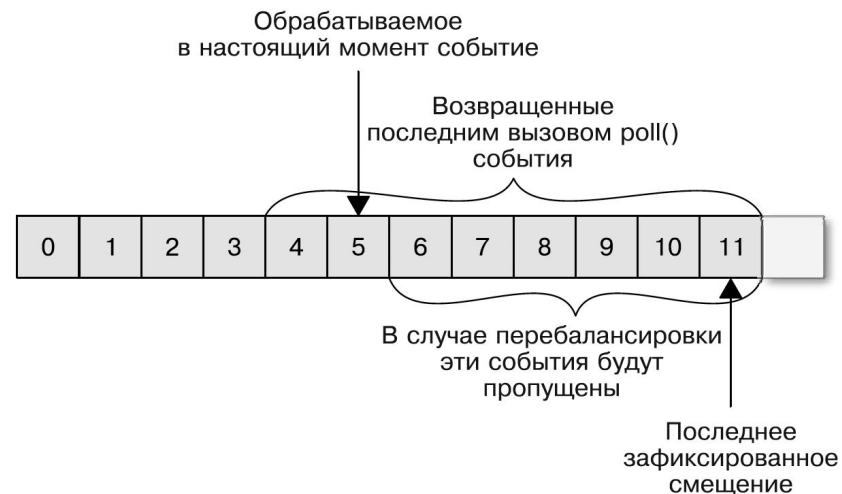 Обрабатываемое
в настоящий момент событие
Возвращенные
последним вызовом poll()
события
0 1 2 3 4 5 6 7 8 9 10 11
В случае перебалансировки
эти события будут
пропущены
Последнее
зафиксированное
смещение